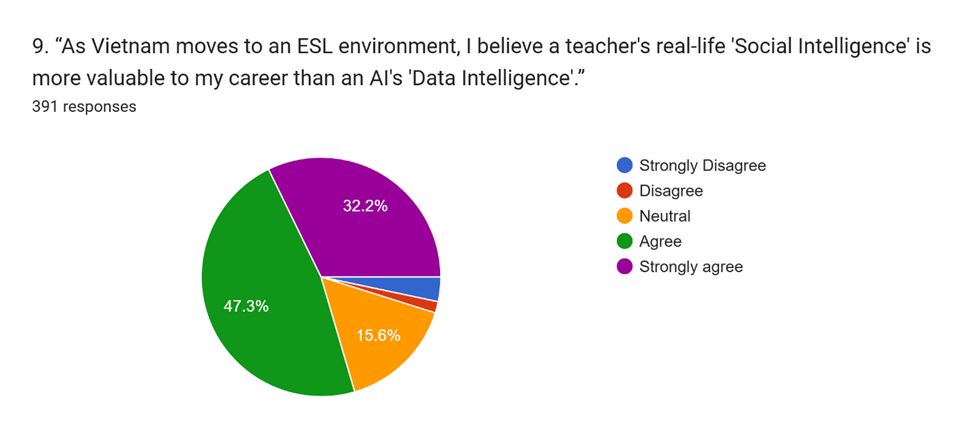 9. “As Vietnam moves to an ESL environment, I believe a teacher's real-life 'Social Intelligence' is
more valuable to my career than an AI's 'Data Intelligence'.”
391 responses
32.2%
47.3%
15.6%
Strongly Disagree
Disagree
Neutral
Agree
Strongly agree